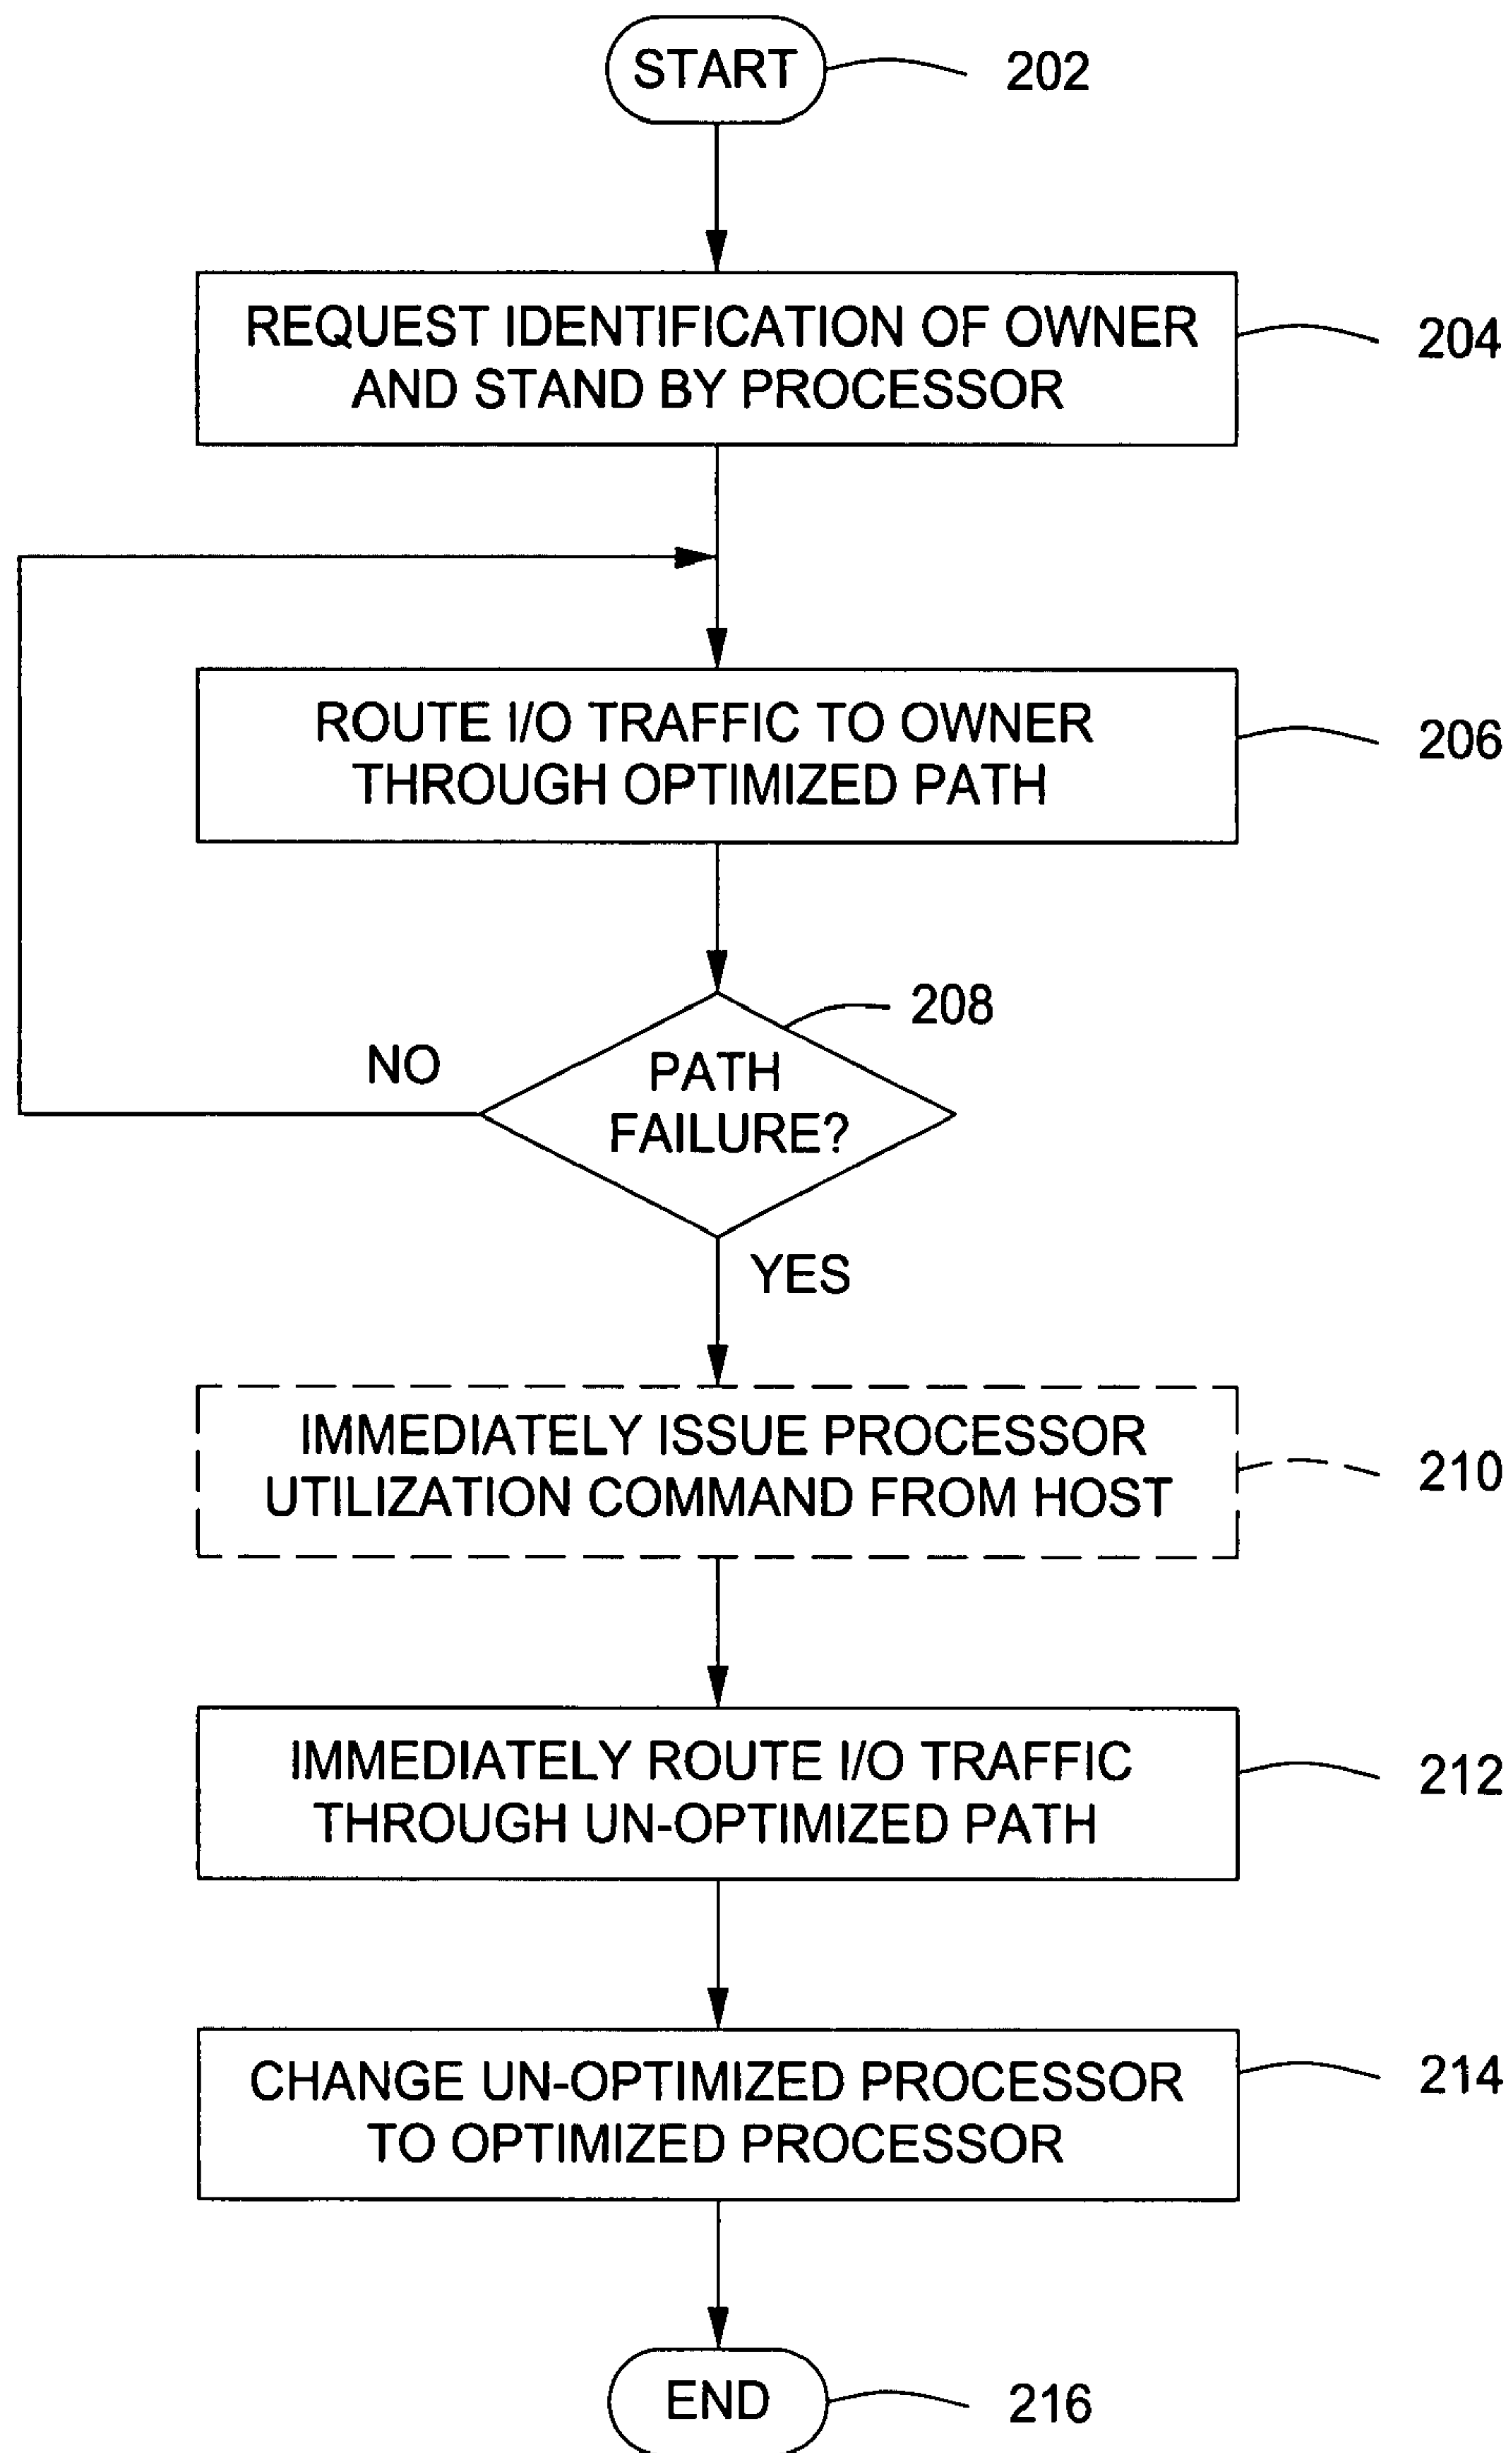 START
202
REQUEST IDENTIFICATION OF OWNER
AND STAND BY PROCESSOR
204
ROUTE I/O TRAFFIC TO OWNER
THROUGH OPTIMIZED PATH
206
208
NO
PATH
FAILURE?
YES
IMMEDIATELY ISSUE PROCESSOR
UTILIZATION COMMAND FROM HOST
210
IMMEDIATELY ROUTE I/O TRAFFIC
THROUGH UN-OPTIMIZED PATH
212
CHANGE UN-OPTIMIZED PROCESSOR
TO OPTIMIZED PROCESSOR
214
END
216